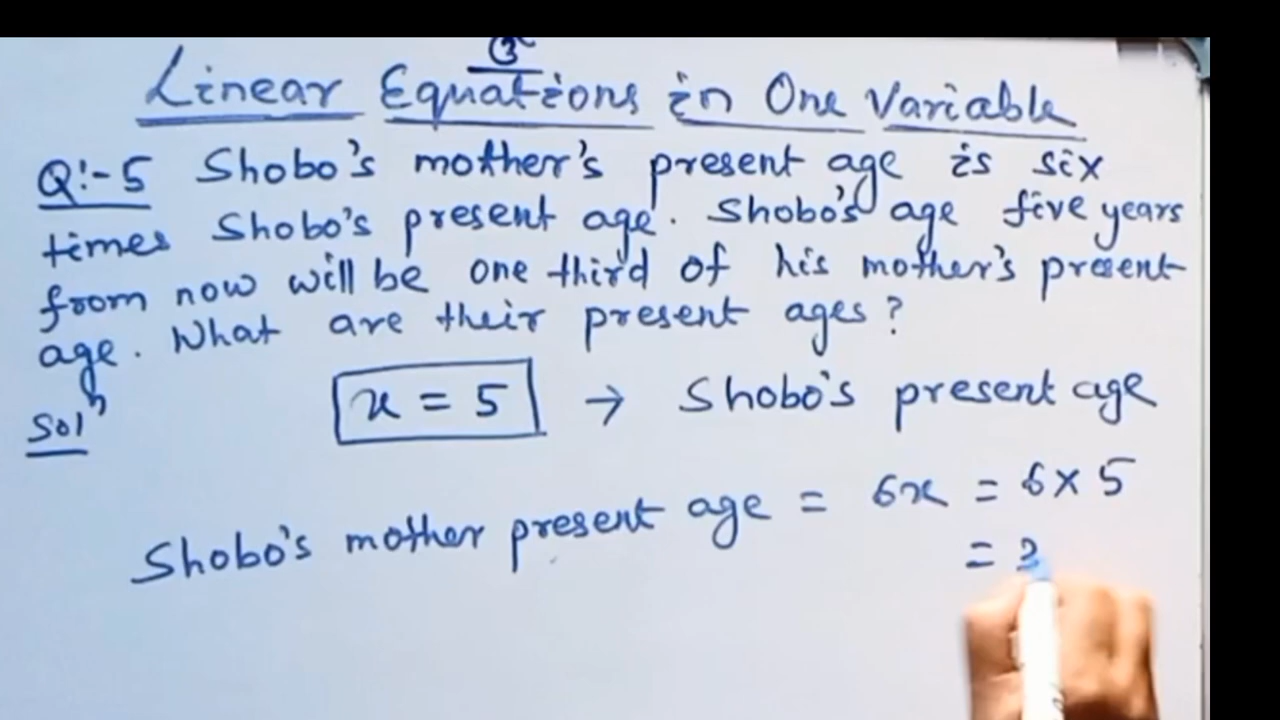 3
Linear Equations in One Variable
Q:-5 Shobo's mother's present age is six
times Shobo's present age. Shobo's age five years
from now will be one third of his mother's present
age. What are their present ages?
x = 5 → Shobo's present age
Solⁿ
Shobo's mother present age = 6x = 6 × 5
= 3